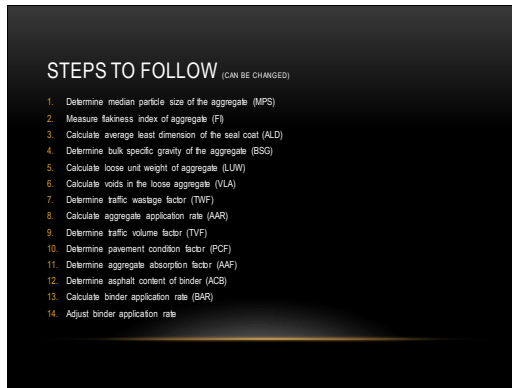 STEPS TO FOLLOW (CAN BE CHANGED)
1. Determine median particle size of the aggregate (MPS)
2. Measure flakiness index of aggregate (FI)
3. Calculate average least dimension of the seal coat (ALD)
4. Determine bulk specific gravity of the aggregate (BSG)
5. Calculate loose unit weight of aggregate (LUW)
6. Calculate voids in the loose aggregate (VLA)
7. Determine traffic wastage factor (TWF)
8. Calculate aggregate application rate (AAR)
9. Determine traffic volume factor (TVF)
10. Determine pavement condition factor (PCF)
11. Determine aggregate absorption factor (AAF)
12. Determine asphalt content of binder (ACB)
13. Calculate binder application rate (BAR)
14. Adjust binder application rate